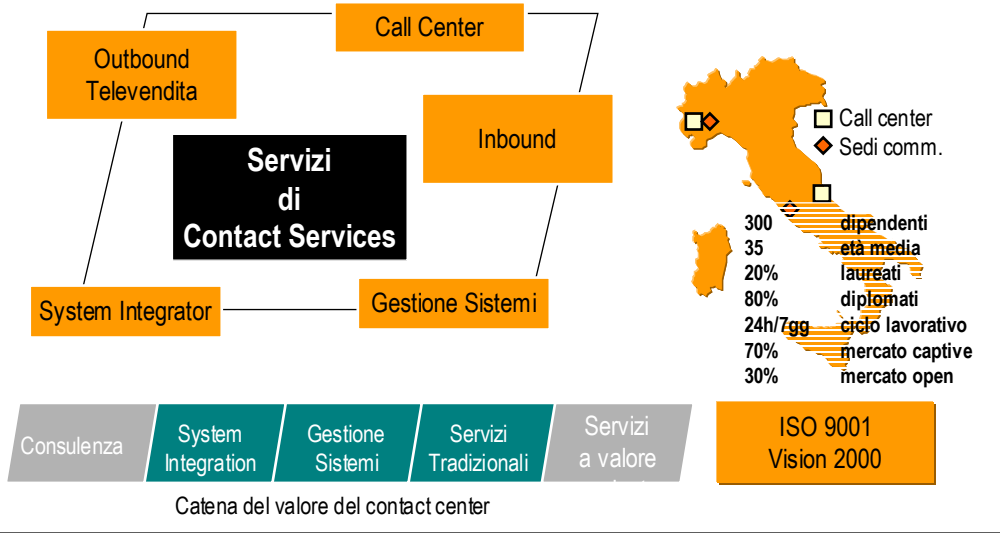 Call Center
Outbound
Televendita
Inbound
Servizi
di
Contact Services
System Integrator
Gestione Sistemi
Call center
Sedi comm.
300 dipendenti
35 età media
20% laureati
80% diplomati
24h/7gg ciclo lavorativo
70% mercato captive
30% mercato open
Consulenza
System
Integration
Gestione
Sistemi
Servizi
Tradizionali
Servizi
a valore
ISO 9001
Vision 2000
Catena del valore del contact center